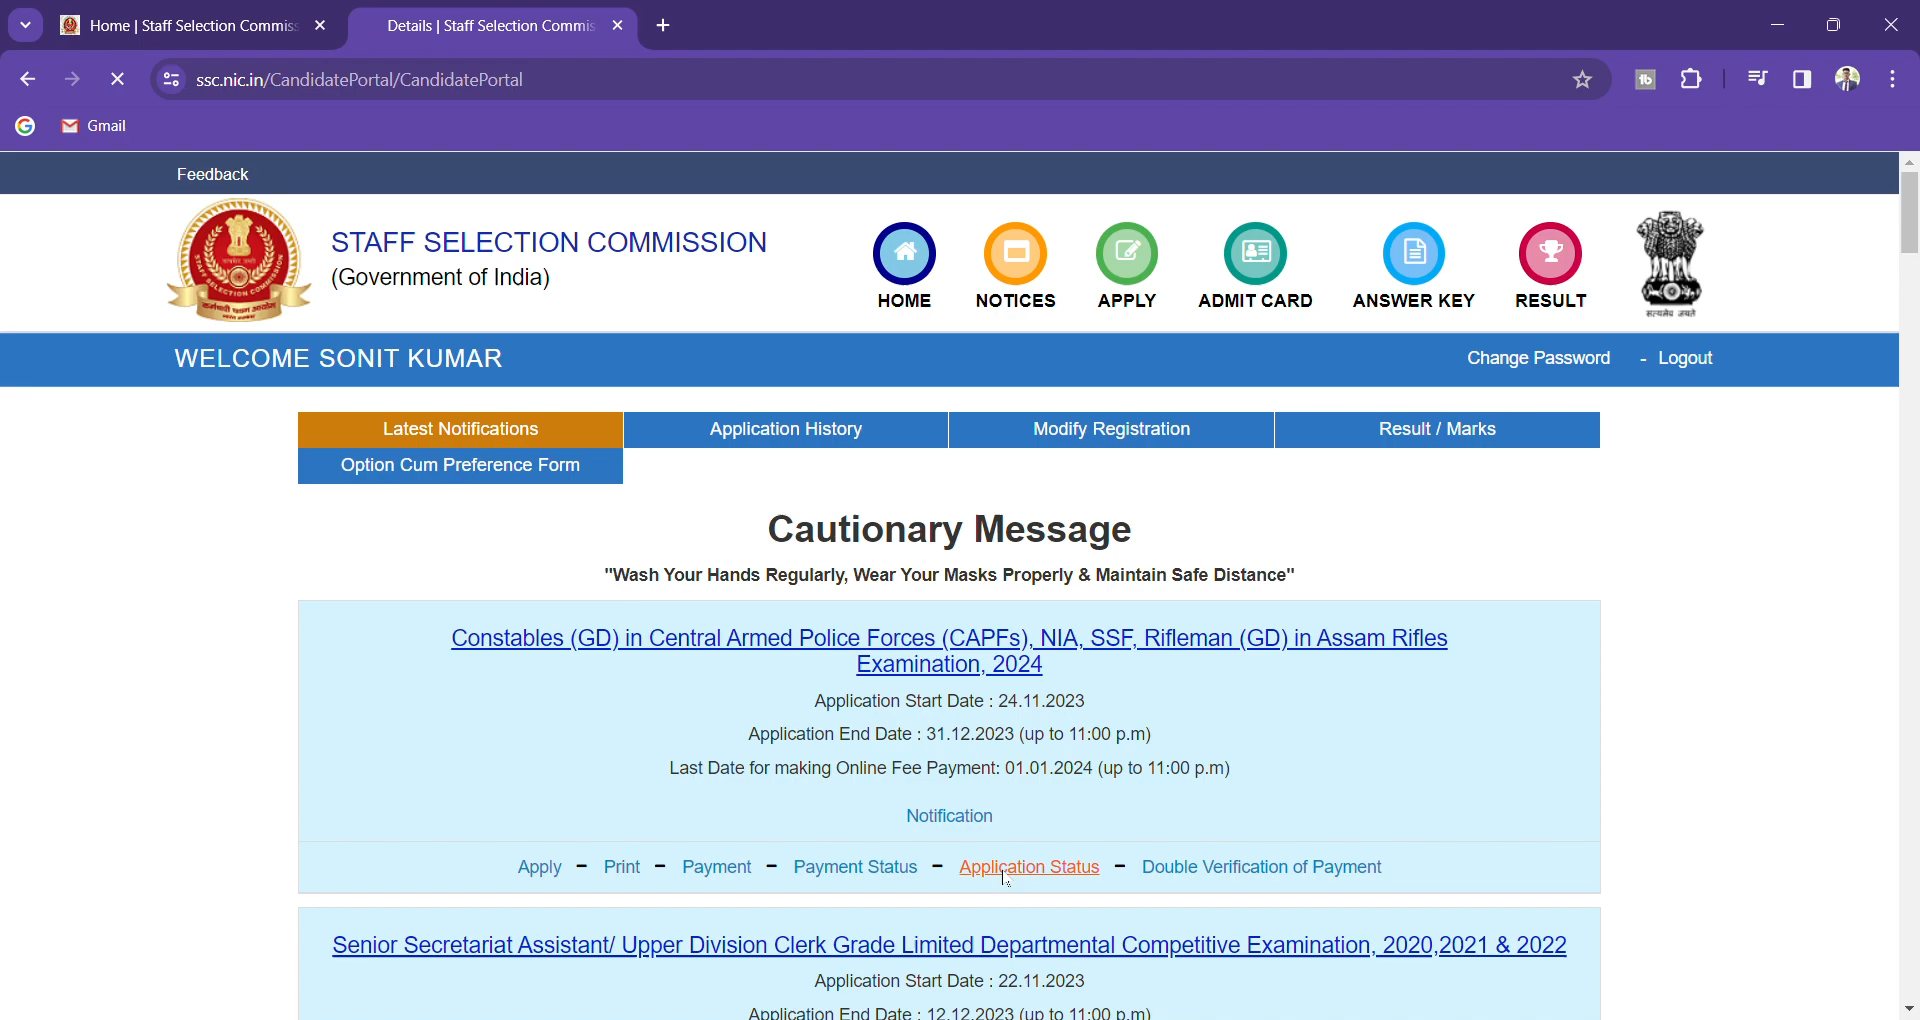 Home | Staff Selection Commis
Details | Staff Selection Commis
ssc.nic.in/CandidatePortal/CandidatePortal
Gmail
Feedback
STAFF SELECTION COMMISSION
(Government of India)
HOME
NOTICES
APPLY
ADMIT CARD
ANSWER KEY
RESULT
सत्यमेव जयते
WELCOME SONIT KUMAR
Change Password - Logout
Latest Notifications
Application History
Modify Registration
Result / Marks
Option Cum Preference Form
Cautionary Message
"Wash Your Hands Regularly, Wear Your Masks Properly & Maintain Safe Distance"
Constables (GD) in Central Armed Police Forces (CAPFs), NIA, SSF, Rifleman (GD) in Assam Rifles
Examination, 2024
Application Start Date : 24.11.2023
Application End Date : 31.12.2023 (up to 11:00 p.m)
Last Date for making Online Fee Payment: 01.01.2024 (up to 11:00 p.m)
Notification
Apply - Print - Payment - Payment Status - Application Status - Double Verification of Payment
Senior Secretariat Assistant/ Upper Division Clerk Grade Limited Departmental Competitive Examination, 2020,2021 & 2022
Application Start Date : 22.11.2023
Application End Date : 12.12.2023 (up to 11:00 p.m)